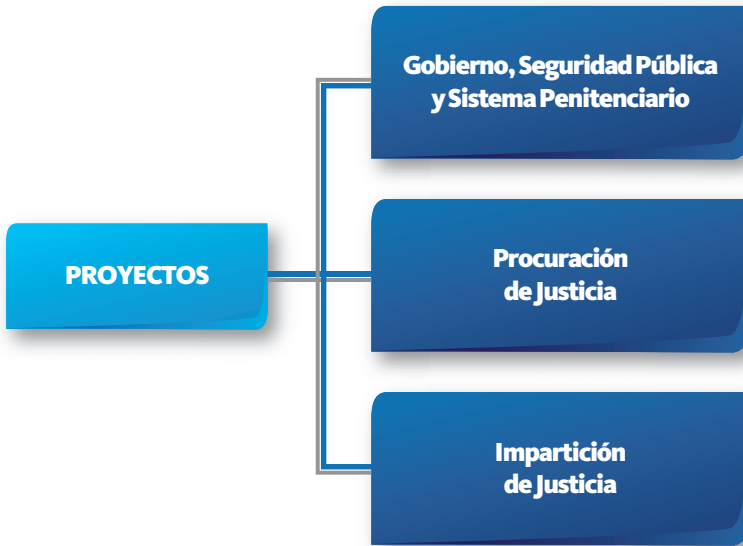 Gobierno, Seguridad Pública
y Sistema Penitenciario
PROYECTOS
Procuración
de Justicia
Impartición
de Justicia